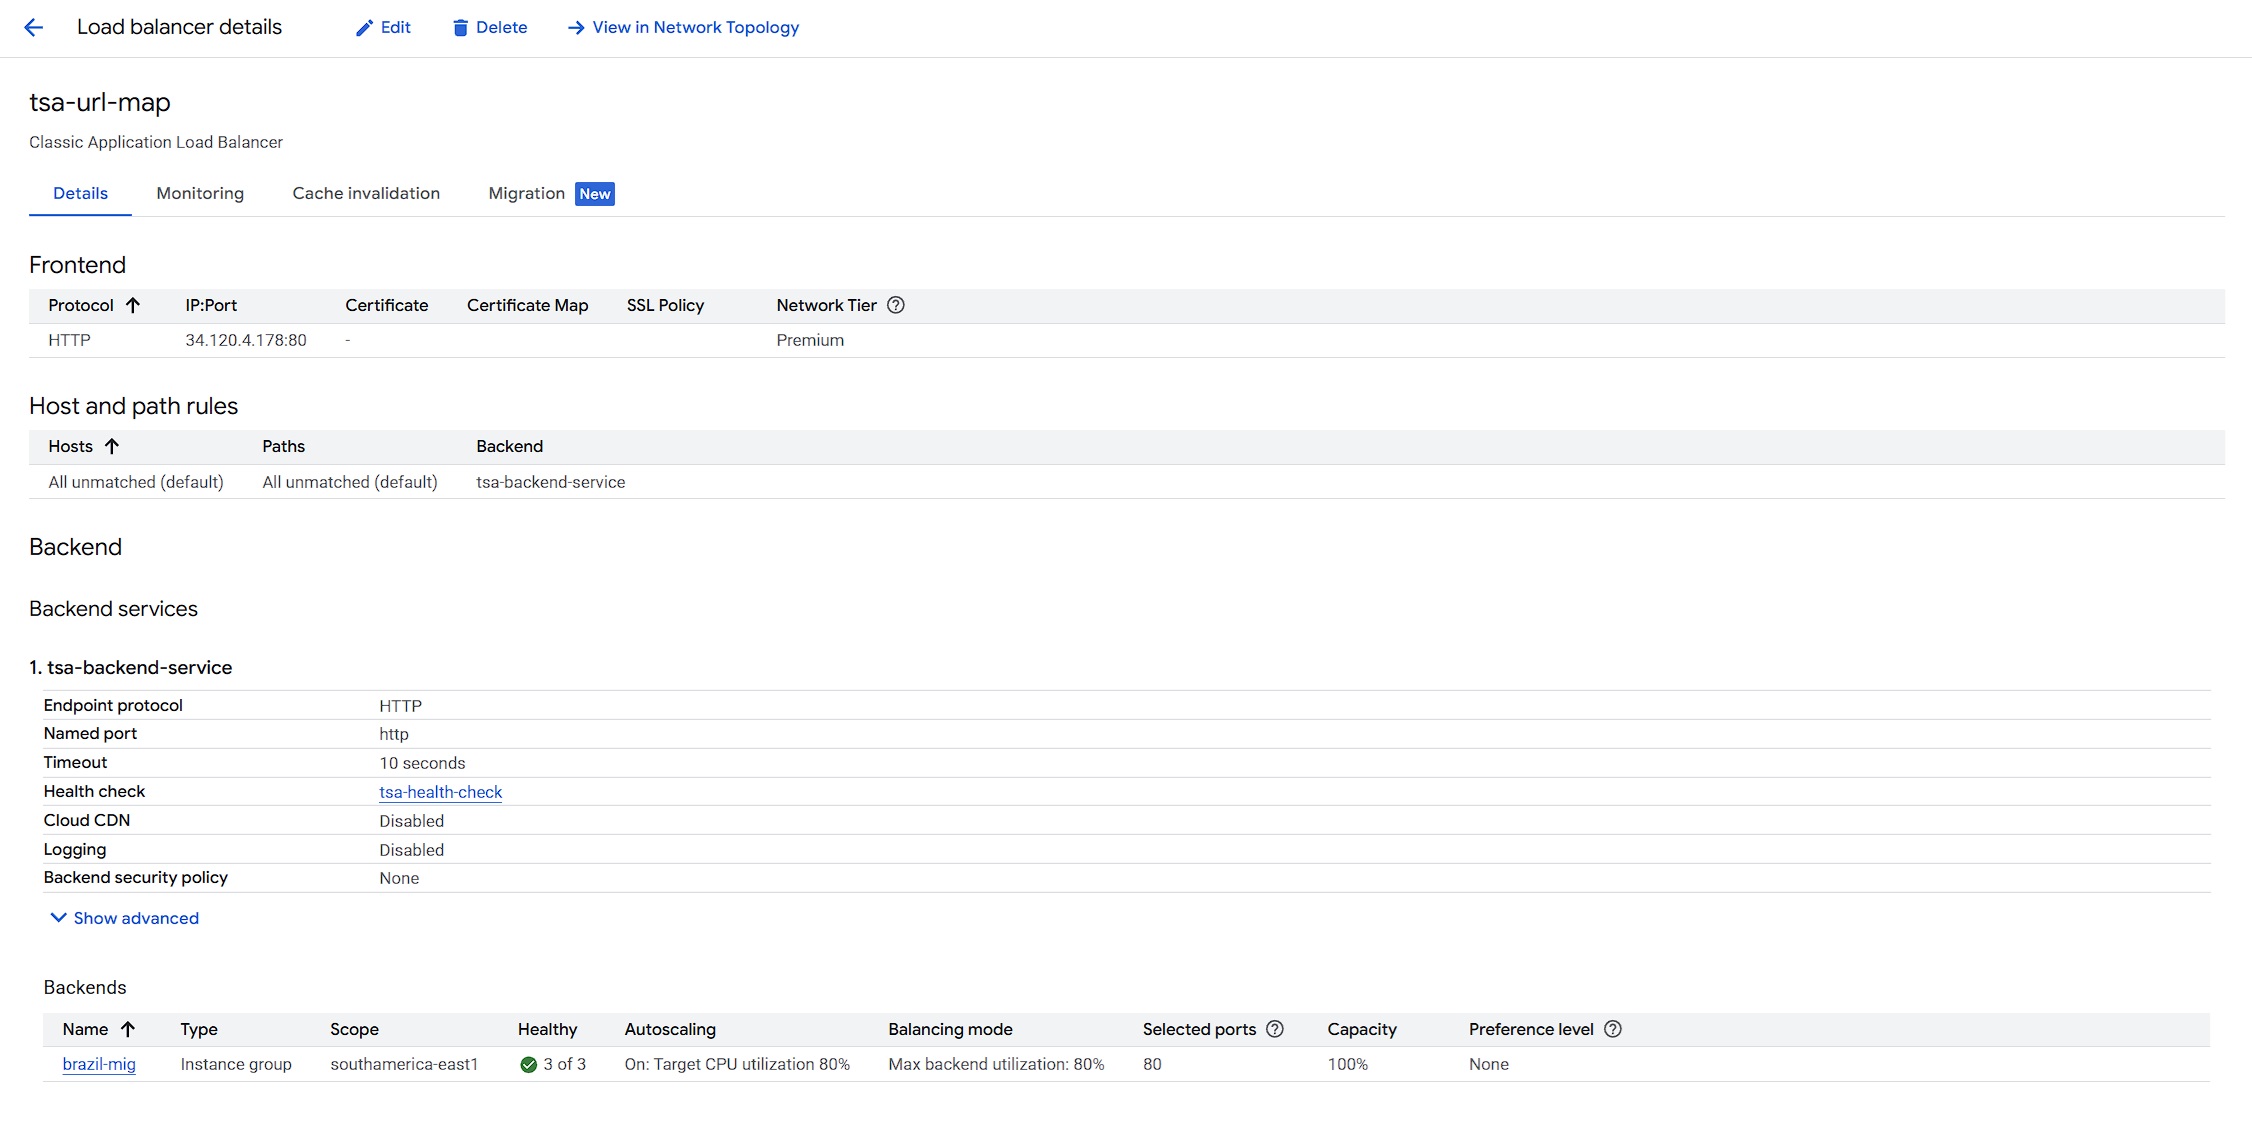 Load balancer details Edit Delete View in Network Topology
tsa-url-map
Classic Application Load Balancer
Details Monitoring Cache invalidation Migration New
Frontend
Protocol IP:Port Certificate Certificate Map SSL Policy Network Tier
HTTP 34.120.4.178:80 - Premium
Host and path rules
Hosts Paths Backend
All unmatched (default) All unmatched (default) tsa-backend-service
Backend
Backend services
1. tsa-backend-service
Endpoint protocol HTTP
Named port http
Timeout 10 seconds
Health check tsa-health-check
Cloud CDN Disabled
Logging Disabled
Backend security policy None
Show advanced
Backends
Name Type Scope Healthy Autoscaling Balancing mode Selected ports Capacity Preference level
brazil-mig Instance group southamerica-east1 3 of 3 On: Target CPU utilization 80% Max backend utilization: 80% 80 100% None